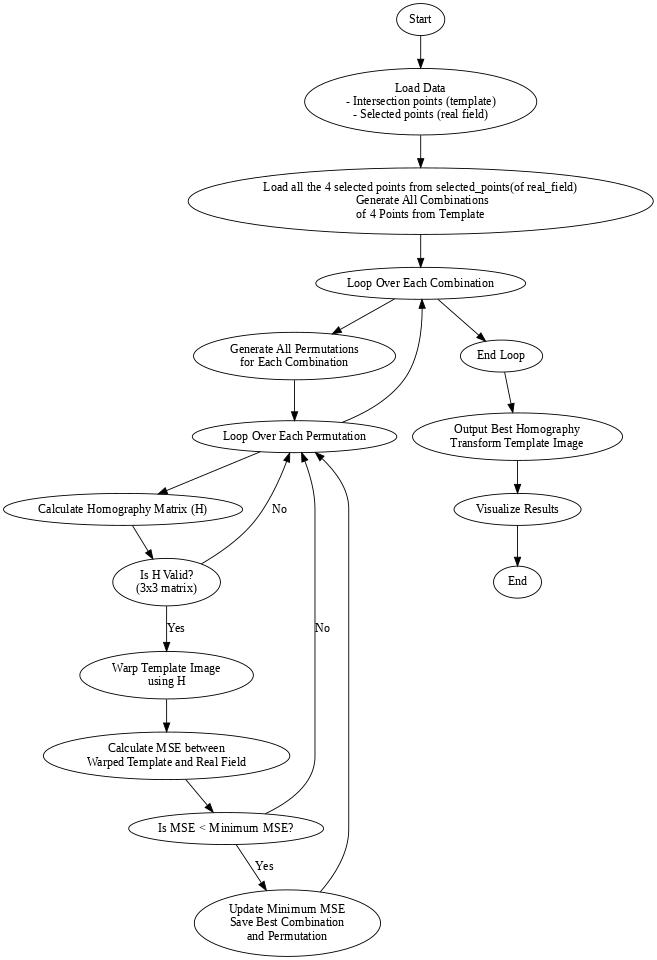 Start
Load Data
- Intersection points (template)
- Selected points (real field)
Load all the 4 selected points from selected_points(of real_field)
Generate All Combinations
of 4 Points from Template
Loop Over Each Combination
Generate All Permutations
for Each Combination
End Loop
Loop Over Each Permutation
Output Best Homography
Transform Template Image
Calculate Homography Matrix (H)
No
Visualize Results
Is H Valid?
(3x3 matrix)
End
Yes
No
Warp Template Image
using H
Calculate MSE between
Warped Template and Real Field
Is MSE < Minimum MSE?
Yes
Update Minimum MSE
Save Best Combination
and Permutation